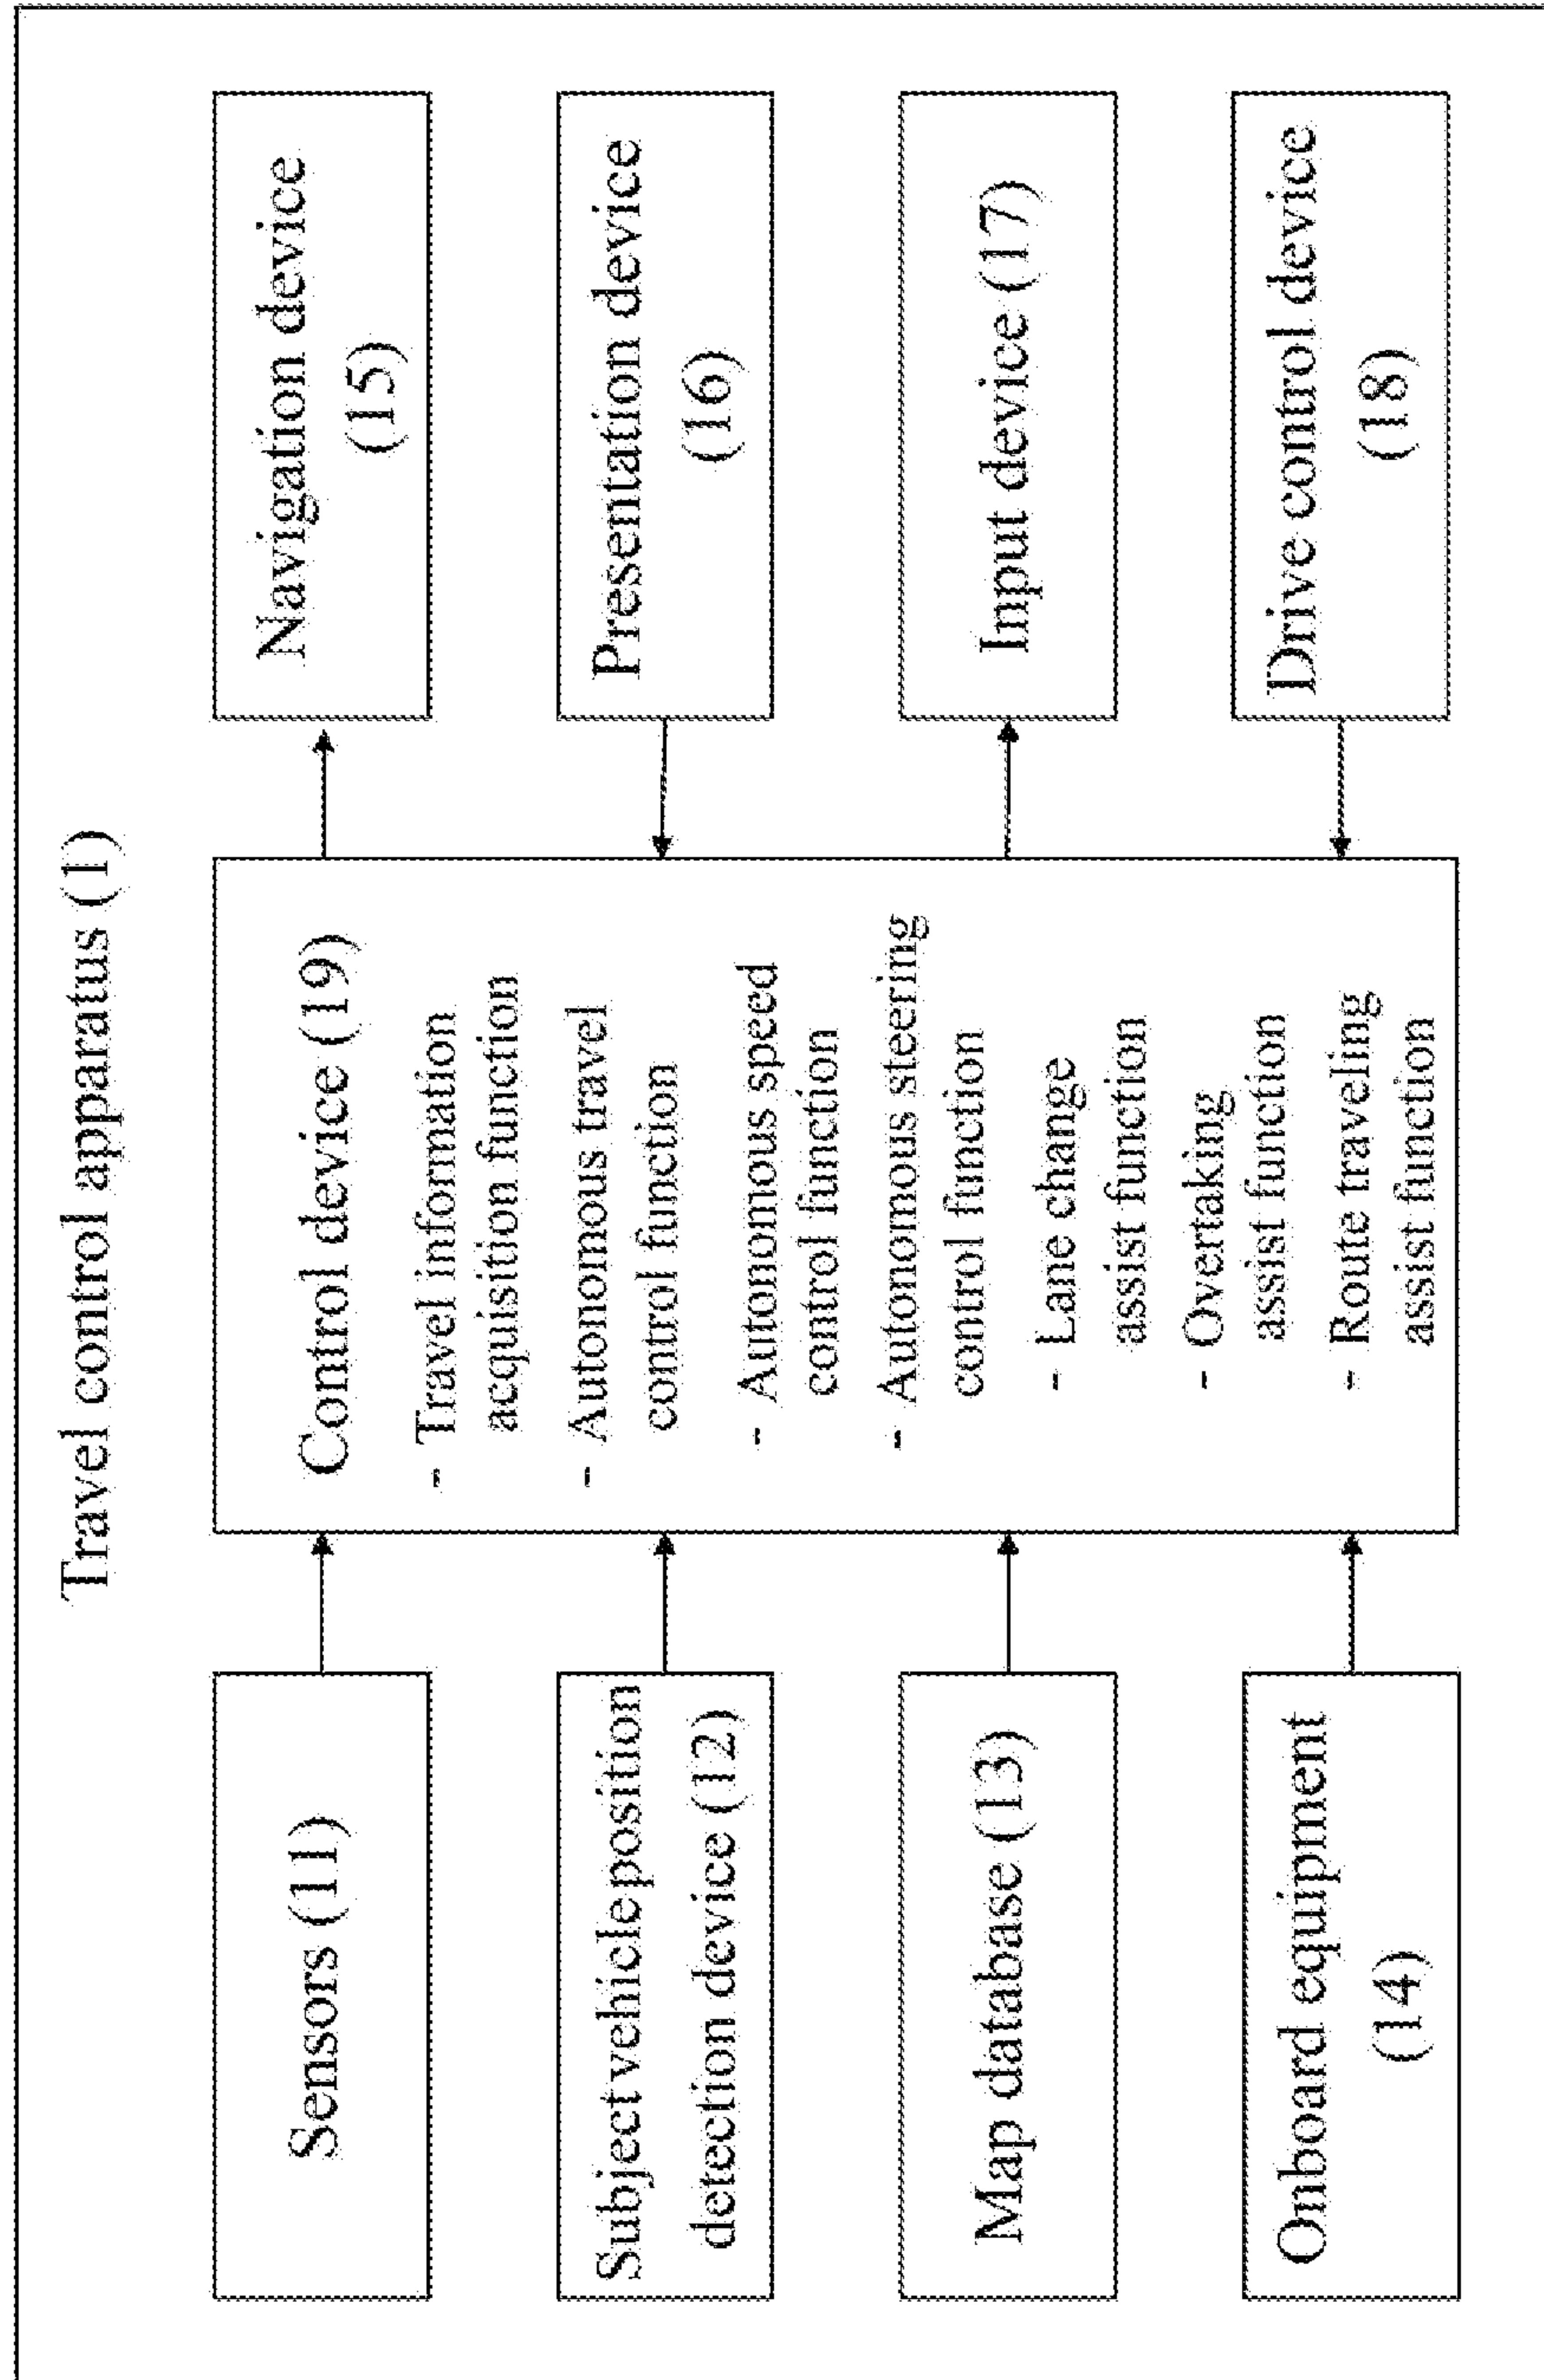 Travel control apparatus (1)
Sensors (11)
Subject vehicle position
detection device (12)
Map database (13)
Onboard equipment
(14)
Control device (19)
- Travel information
acquisition function
- Autonomous travel
control function
- Autonomous speed
control function
- Autonomous steering
control function
- Lane change
assist function
- Overtaking
assist function
- Route traveling
assist function
Navigation device
(15)
Presentation device
(16)
Input device (17)
Drive control device
(18)